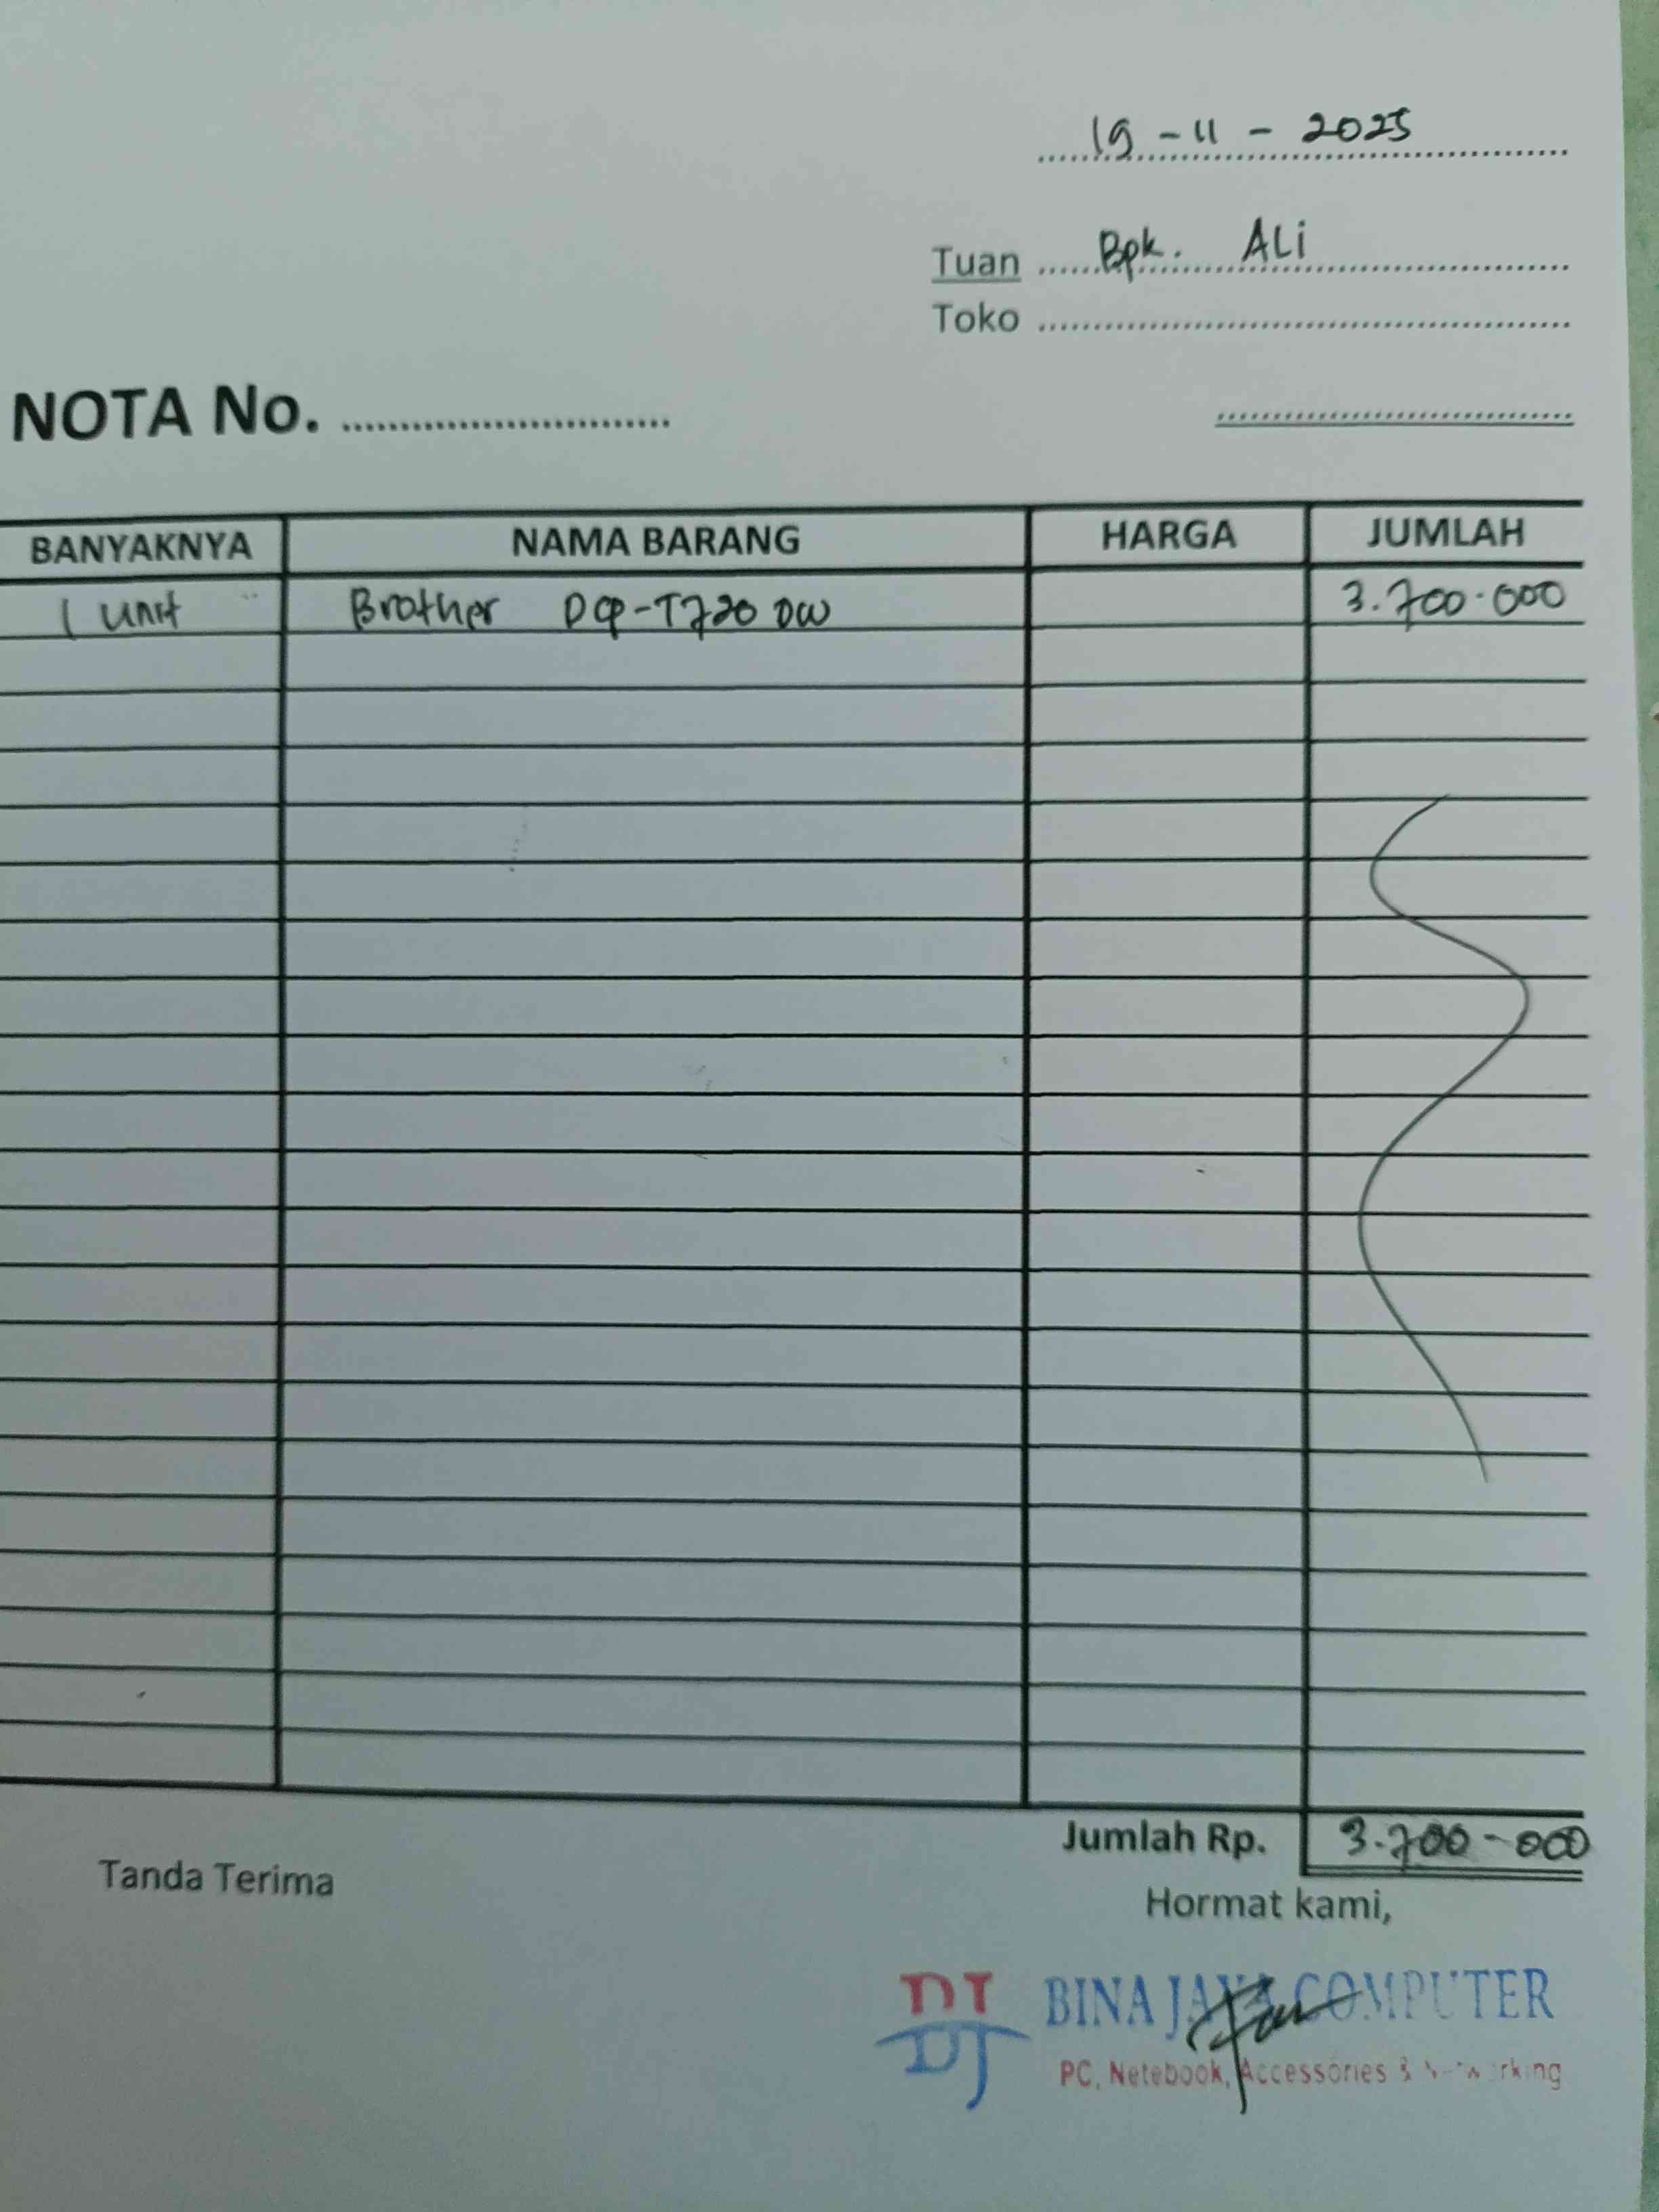 19 - 11 - 2025
Tuan ......Bpk. ALi......
Toko ......
NOTA No. ......
BANYAKNYA NAMA BARANG HARGA JUMLAH
1 unit Brother DCP-T720 DW 3.700.000
Jumlah Rp. 3.700-000
Tanda Terima
Hormat kami,
BJ BINA JAYA COMPUTER
PC, Netebook, Accessories &